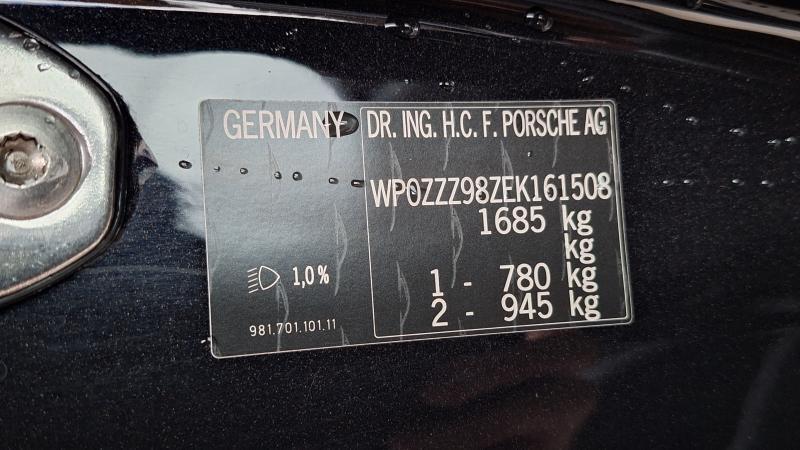 GERMANY
DR. ING. H.C. F. PORSCHE AG
WP0ZZZ98ZEK161508
1685 kg
kg
1 - 780 kg
2 - 945 kg
1,0%
981.701.101.11